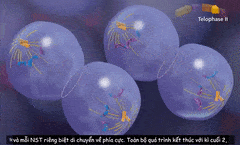 Telophase II
và mỗi NST riêng biệt di chuyển về phía cực. Toàn bộ quá trình kết thúc với kì cuối 2,